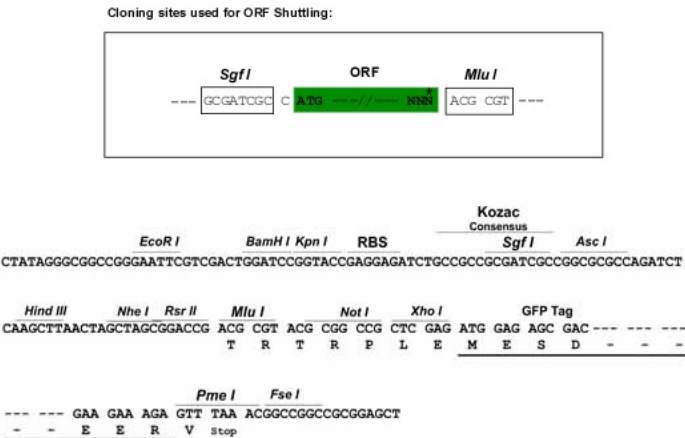 Cloning sites used for ORF Shuttling:
Sgf I ORF Mlu I
--- GCGATCGC C ATG ---//--- NNN* ACG CGT ---
Kozac
Consensus
EcoR I BamH I Kpn I RBS Sgf I Asc I
CTATAGGGCGGCCGGGAATTCGTCGACTGGATCCGGTACCGAGGAGATCTGCCGCCGCGATCGCCGGCGCGCCAGATCT
Hind III Nhe I Rsr II Mlu I Not I Xho I GFP Tag
CAAGCTTAACTAGCTAGCGGACCG ACG CGT ACG CGG CCG CTC GAG ATG GAG AGC GAC --- --- ---
T R T R P L E M E S D - - -
Pme I Fse I
--- --- GAA GAA AGA GTT TAA ACGGCCGGCCGCGGAGCT
- - E E R V Stop